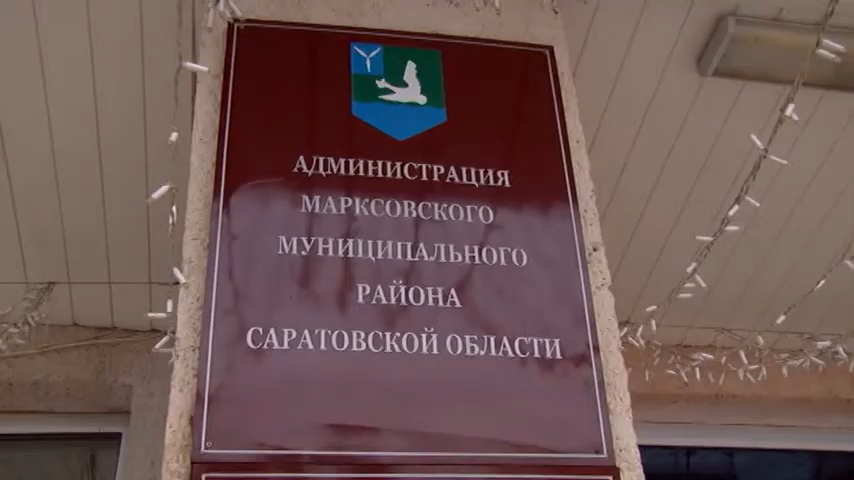 АДМИНИСТРАЦИЯ
МАРКСОВСКОГО
МУНИЦИПАЛЬНОГО
РАЙОНА
САРАТОВСКОЙ ОБЛАСТИ